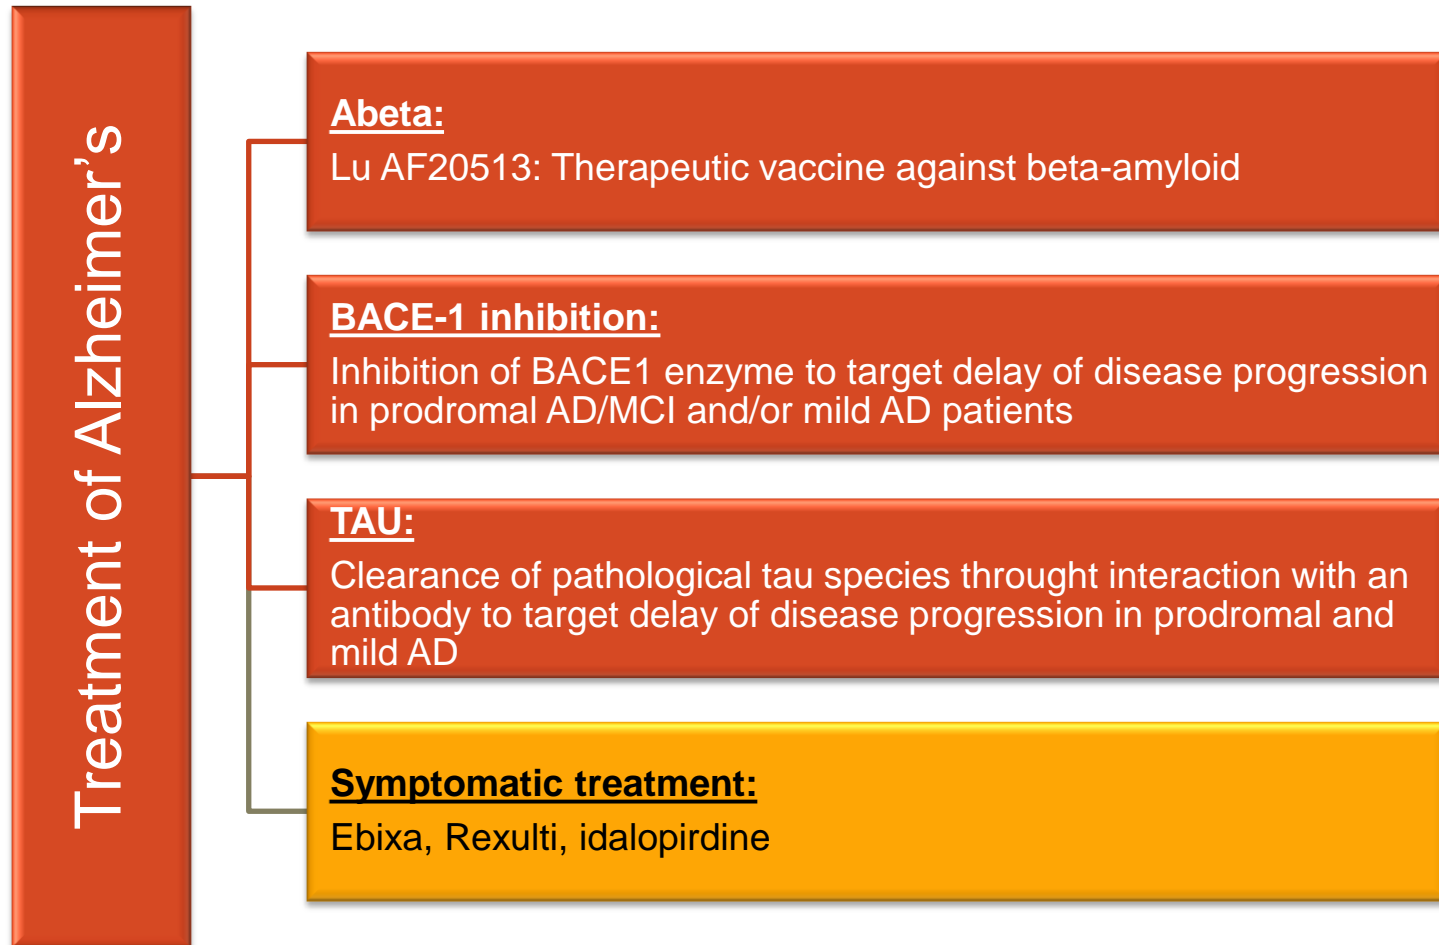 Treatment of Alzheimer’s
Abeta:
Lu AF20513: Therapeutic vaccine against beta-amyloid
BACE-1 inhibition:
Inhibition of BACE1 enzyme to target delay of disease progression
in prodromal AD/MCI and/or mild AD patients
TAU:
Clearance of pathological tau species throught interaction with an
antibody to target delay of disease progression in prodromal and
mild AD
Symptomatic treatment:
Ebixa, Rexulti, idalopirdine